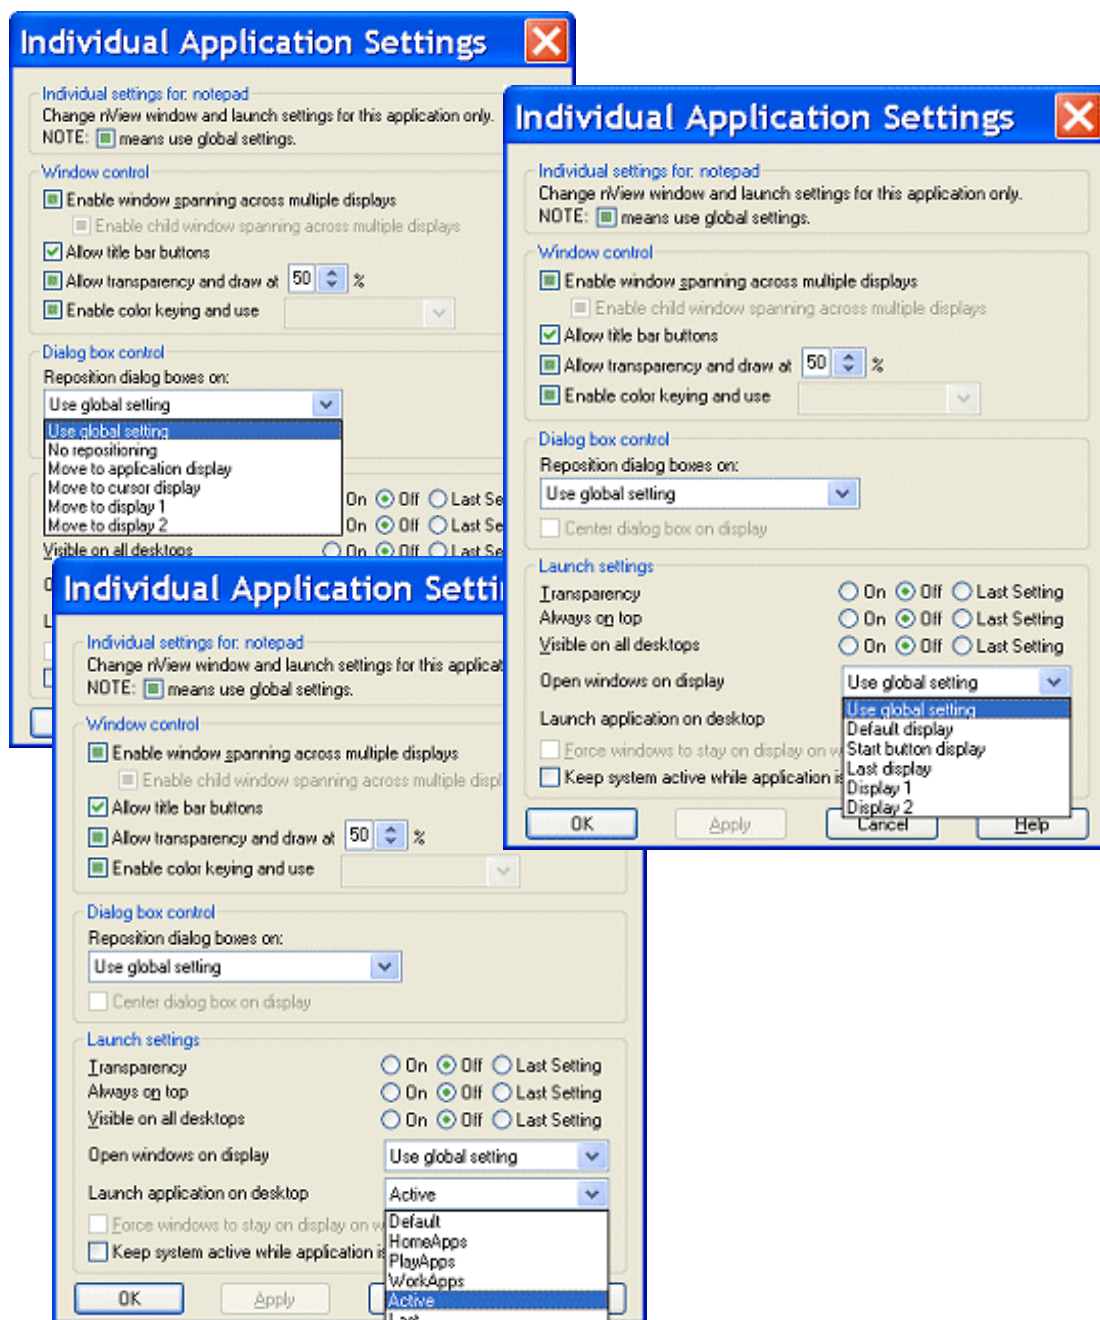 Individual Application Settings
Individual settings for: notepad
Change nView window and launch settings for this application only.
NOTE: means use global settings.
Window control
Enable window spanning across multiple displays
Enable child window spanning across multiple displays
Allow title bar buttons
Allow transparency and draw at 50 %
Enable color keying and use
Dialog box control
Reposition dialog boxes on:
Use global setting
Use global setting
No repositioning
Move to application display
Move to cursor display
Move to display 1
Move to display 2
On Off Last Se
On Off Last Se
Visible on all desktops On Off Last Se
Individual Application Settings
Individual settings for: notepad
Change nView window and launch settings for this application only.
NOTE: means use global settings.
Window control
Enable window spanning across multiple displays
Enable child window spanning across multiple displays
Allow title bar buttons
Allow transparency and draw at 50 %
Enable color keying and use
Dialog box control
Reposition dialog boxes on:
Use global setting
Center dialog box on display
Launch settings
Transparency On Off Last Setting
Always on top On Off Last Setting
Visible on all desktops On Off Last Setting
Open windows on display Use global setting
Use global setting
Launch application on desktop Default display
Start button display
Force windows to stay on display on w
Last display
Keep system active while application is
Display 1
Display 2
OK Apply Cancel Help
Individual Application Setti
Individual settings for: notepad
Change nView window and launch settings for this applicat
NOTE: means use global settings.
Window control
Enable window spanning across multiple displays
Enable child window spanning across multiple displ
Allow title bar buttons
Allow transparency and draw at 50 %
Enable color keying and use
Dialog box control
Reposition dialog boxes on:
Use global setting
Center dialog box on display
Launch settings
Transparency On Off Last Setting
Always on top On Off Last Setting
Visible on all desktops On Off Last Setting
Open windows on display Use global setting
Launch application on desktop Active
Force windows to stay on display on w
Default
HomeApps
Keep system active while application is
PlayApps
WorkApps
OK Apply
Active
Last